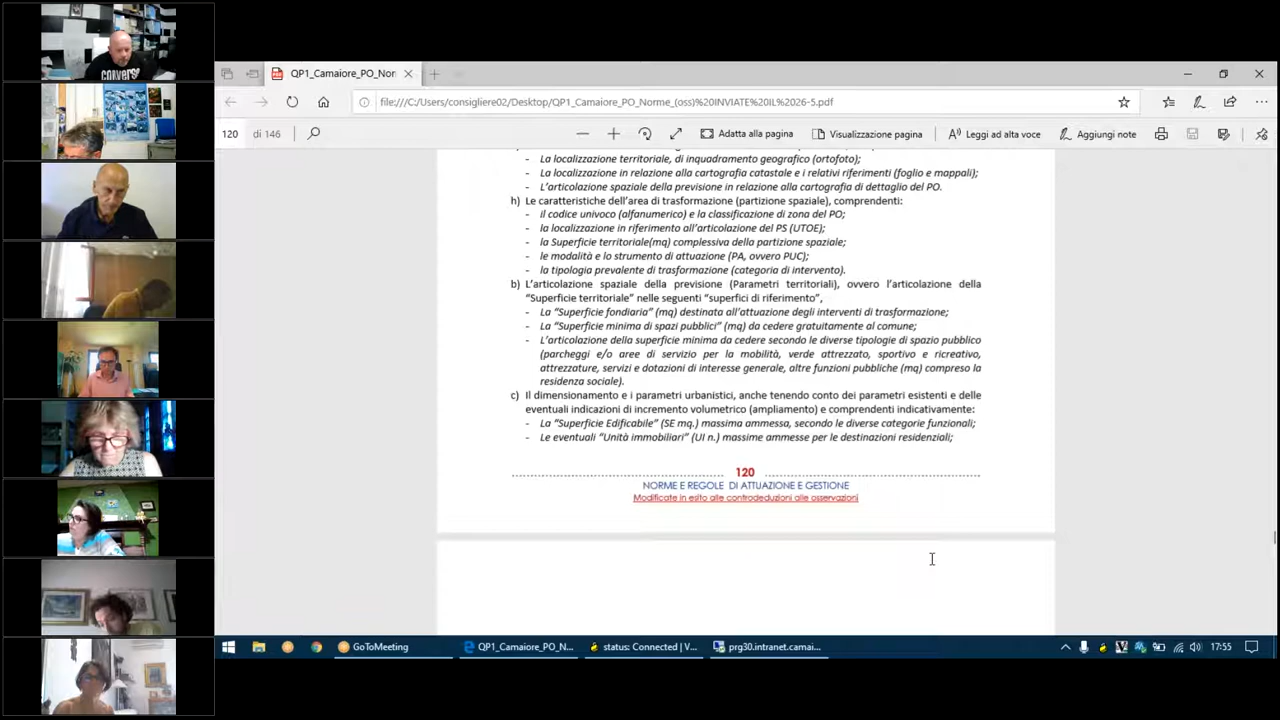 CONVERSE
QP1_Camaiore_PO_Nor
file:///C:/Users/consigliere02/Desktop/QP1_Camaiore_PO_Norme_(oss)%20INVIATE%20IL%2026-5.pdf
120 di 146
Adatta alla pagina
Visualizzazione pagina
Leggi ad alta voce
Aggiungi note
- La localizzazione territoriale, di inquadramento geografico (ortofoto);
- La localizzazione in relazione alla cartografia catastale e i relativi riferimenti (foglio e mappali);
- L'articolazione spaziale della previsione in relazione alla cartografia di dettaglio del PO.
h) Le caratteristiche dell'area di trasformazione (partizione spaziale), comprendenti:
- il codice univoco (alfanumerico) e la classificazione di zona del PO;
- la localizzazione in riferimento all'articolazione del PS (UTOE);
- la Superficie territoriale(mq) complessiva della partizione spaziale;
- le modalità e lo strumento di attuazione (PA, ovvero PUC);
- la tipologia prevalente di trasformazione (categoria di intervento).
b) L'articolazione spaziale della previsione (Parametri territoriali), ovvero l'articolazione della
"Superficie territoriale" nelle seguenti "superfici di riferimento",
- La "Superficie fondiaria" (mq) destinata all'attuazione degli interventi di trasformazione;
- La "Superficie minima di spazi pubblici" (mq) da cedere gratuitamente al comune;
- L'articolazione della superficie minima da cedere secondo le diverse tipologie di spazio pubblico
(parcheggi e/o aree di servizio per la mobilità, verde attrezzato, sportivo e ricreativo,
attrezzature, servizi e dotazioni di interesse generale, altre funzioni pubbliche (mq) compreso la
residenza sociale).
c) Il dimensionamento e i parametri urbanistici, anche tenendo conto dei parametri esistenti e delle
eventuali indicazioni di incremento volumetrico (ampliamento) e comprendenti indicativamente:
- La "Superficie Edificabile" (SE mq.) massima ammessa, secondo le diverse categorie funzionali;
- Le eventuali "Unità immobiliari" (UI n.) massime ammesse per le destinazioni residenziali;
120
NORME E REGOLE DI ATTUAZIONE E GESTIONE
Modificate in esito alle controdeduzioni alle osservazioni
GoToMeeting
QP1_Camaiore_PO_N...
status: Connected | V...
prg30.intranet.camai...
17:55